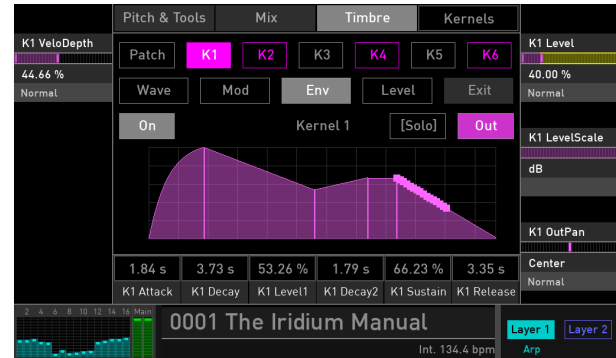 Pitch & Tools Mix Timbre Kernels
K1 VeloDepth
44.66 %
Normal
Patch K1 K2 K3 K4 K5 K6
Wave Mod Env Level Exit
On Kernel 1 [Solo] Out
K1 Level
40.00 %
Normal
K1 LevelScale
dB
K1 OutPan
Center
Normal
1.84 s 3.73 s 53.26 % 1.79 s 66.23 % 3.35 s
K1 Attack K1 Decay K1 Level1 K1 Decay2 K1 Sustain K1 Release
2 4 6 8 10 12 14 16 Main
0001 The Iridium Manual
Int. 134.4 bpm
Layer 1 Layer 2
Arp